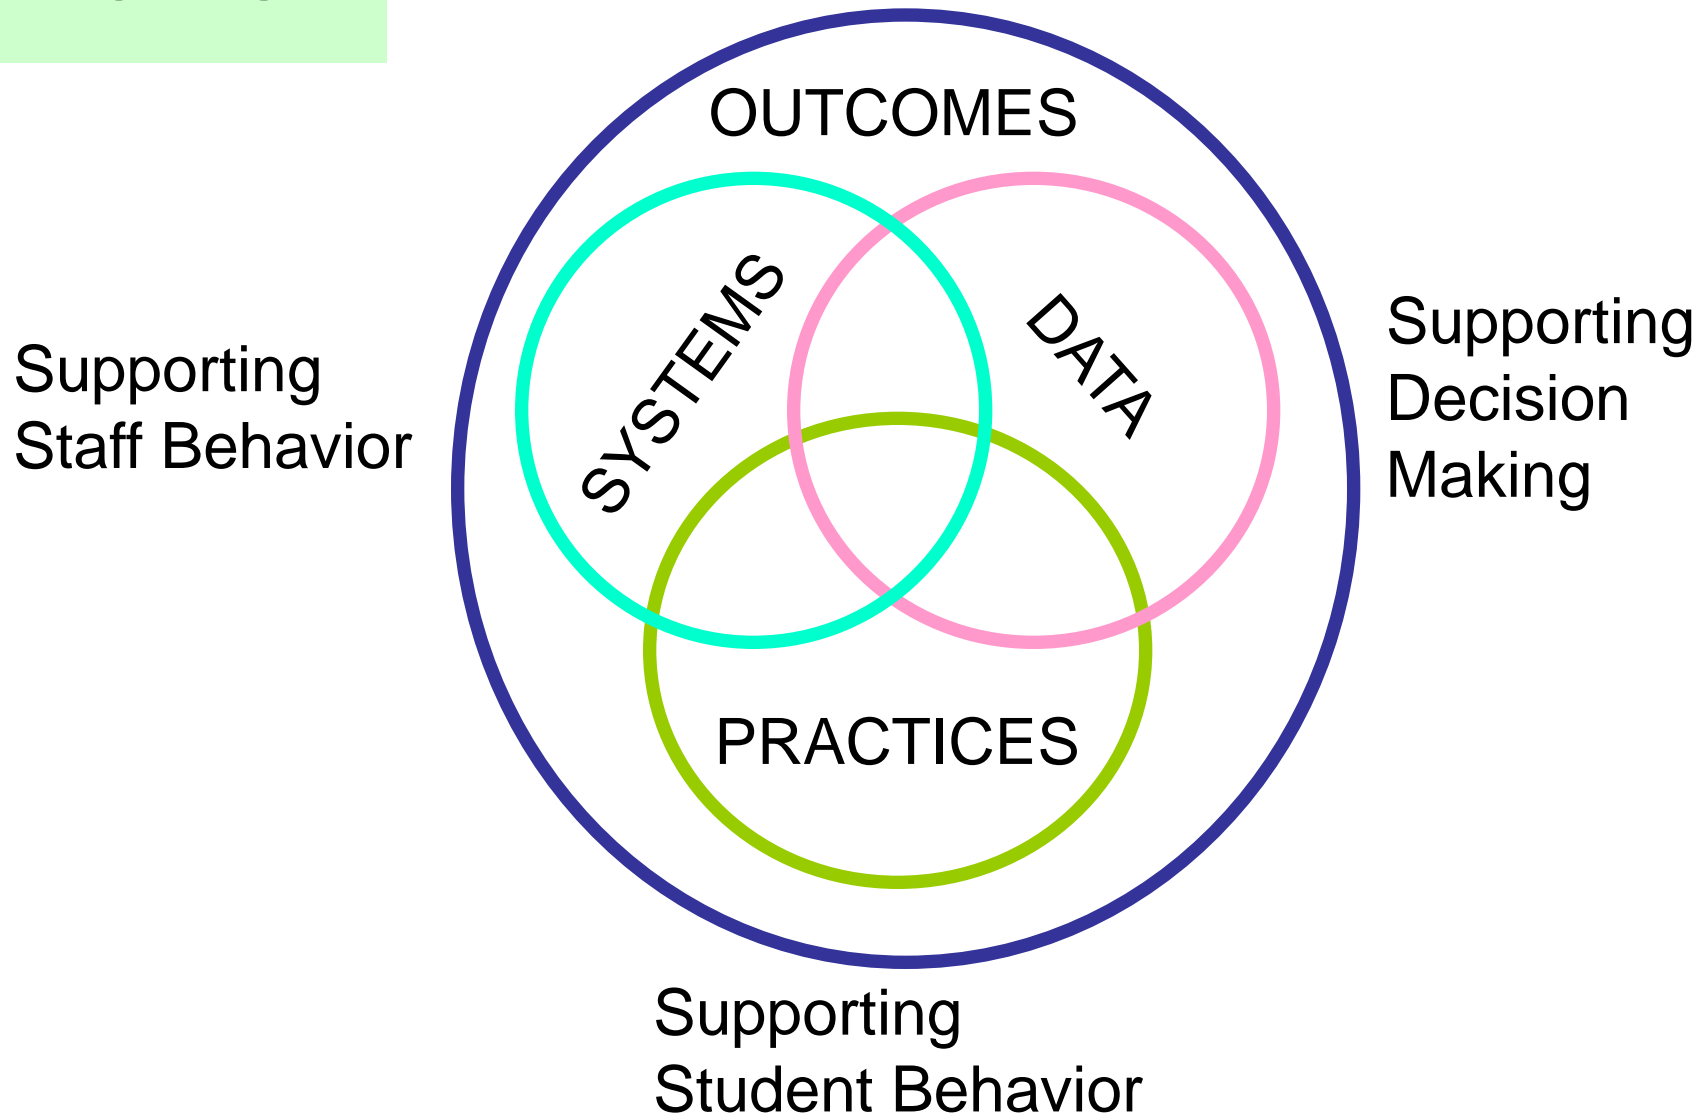 OUTCOMES
SYSTEMS
DATA
Supporting
Staff Behavior
Supporting
Decision
Making
PRACTICES
Supporting
Student Behavior